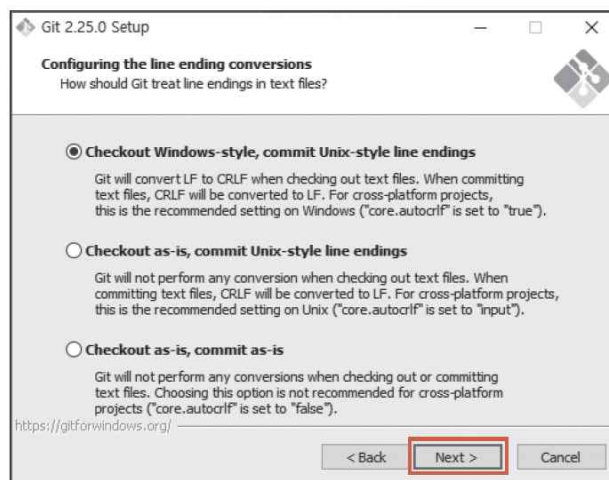 Git 2.25.0 Setup
Configuring the line ending conversions
How should Git treat line endings in text files?
Checkout Windows-style, commit Unix-style line endings
Git will convert LF to CRLF when checking out text files. When committing
text files, CRLF will be converted to LF. For cross-platform projects,
this is the recommended setting on Windows ("core.autocrlf" is set to "true").
Checkout as-is, commit Unix-style line endings
Git will not perform any conversion when checking out text files. When
committing text files, CRLF will be converted to LF. For cross-platform projects,
this is the recommended setting on Unix ("core.autocrlf" is set to "input").
Checkout as-is, commit as-is
Git will not perform any conversions when checking out or committing
text files. Choosing this option is not recommended for cross-platform
projects ("core.autocrlf" is set to "false").
https://gitforwindows.org/
< Back Next > Cancel